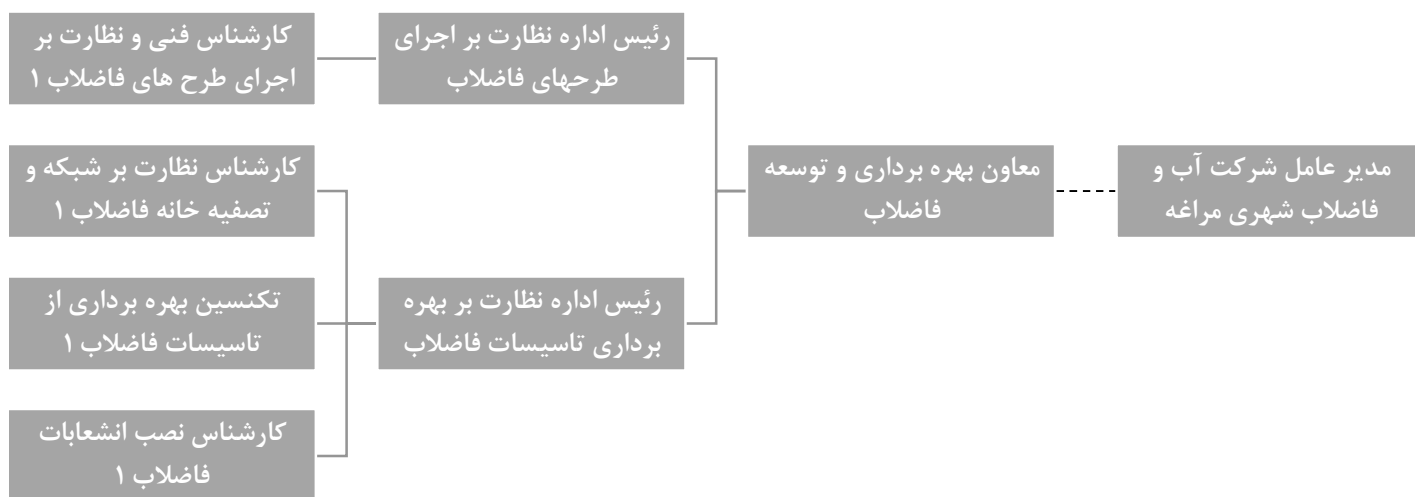 مدیر عامل شرکت آب و
فاضلاب شهری مراغه
معاون بهره برداری و توسعه
فاضلاب
رئیس اداره نظارت بر اجرای
طرحهای فاضلاب
کارشناس فنی و نظارت بر
اجرای طرح های فاضلاب ۱
رئیس اداره نظارت بر بهره
برداری تاسیسات فاضلاب
کارشناس نظارت بر شبکه و
تصفیه خانه فاضلاب ۱
تکنسین بهره برداری از
تاسیسات فاضلاب ۱
کارشناس نصب انشعابات
فاضلاب ۱